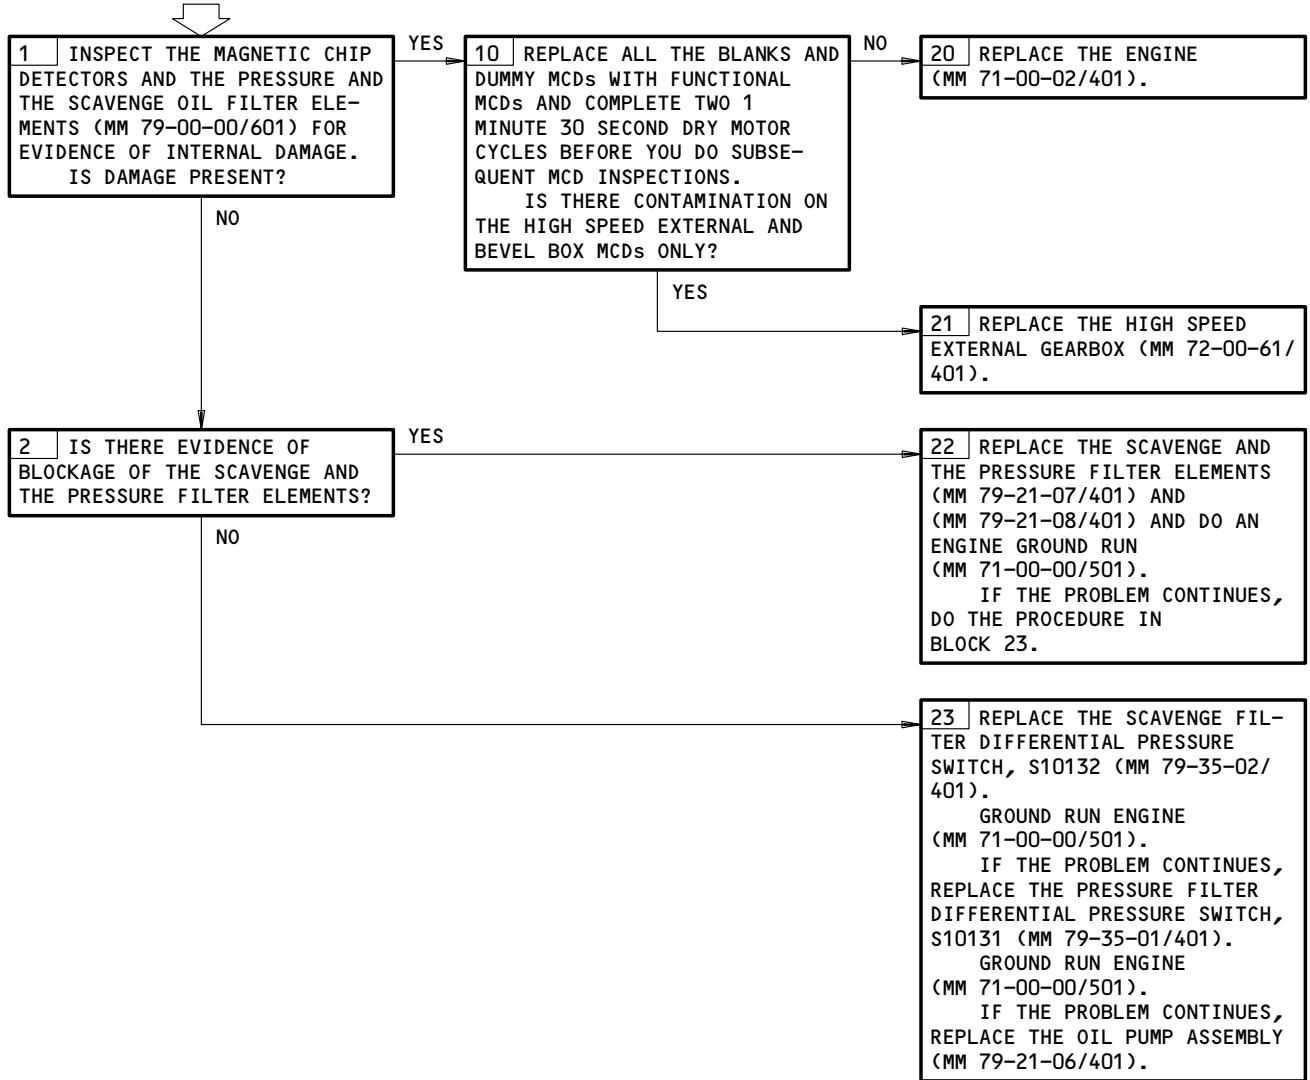 1 INSPECT THE MAGNETIC CHIP
DETECTORS AND THE PRESSURE AND
THE SCAVENGE OIL FILTER ELE-
MENTS (MM 79-00-00/601) FOR
EVIDENCE OF INTERNAL DAMAGE.
IS DAMAGE PRESENT?
YES
NO
10 REPLACE ALL THE BLANKS AND
DUMMY MCDs WITH FUNCTIONAL
MCDs AND COMPLETE TWO 1
MINUTE 30 SECOND DRY MOTOR
CYCLES BEFORE YOU DO SUBSE-
QUENT MCD INSPECTIONS.
IS THERE CONTAMINATION ON
THE HIGH SPEED EXTERNAL AND
BEVEL BOX MCDs ONLY?
NO
YES
20 REPLACE THE ENGINE
(MM 71-00-02/401).
21 REPLACE THE HIGH SPEED
EXTERNAL GEARBOX (MM 72-00-61/
401).
2 IS THERE EVIDENCE OF
BLOCKAGE OF THE SCAVENGE AND
THE PRESSURE FILTER ELEMENTS?
YES
NO
22 REPLACE THE SCAVENGE AND
THE PRESSURE FILTER ELEMENTS
(MM 79-21-07/401) AND
(MM 79-21-08/401) AND DO AN
ENGINE GROUND RUN
(MM 71-00-00/501).
IF THE PROBLEM CONTINUES,
DO THE PROCEDURE IN
BLOCK 23.
23 REPLACE THE SCAVENGE FIL-
TER DIFFERENTIAL PRESSURE
SWITCH, S10132 (MM 79-35-02/
401).
GROUND RUN ENGINE
(MM 71-00-00/501).
IF THE PROBLEM CONTINUES,
REPLACE THE PRESSURE FILTER
DIFFERENTIAL PRESSURE SWITCH,
S10131 (MM 79-35-01/401).
GROUND RUN ENGINE
(MM 71-00-00/501).
IF THE PROBLEM CONTINUES,
REPLACE THE OIL PUMP ASSEMBLY
(MM 79-21-06/401).